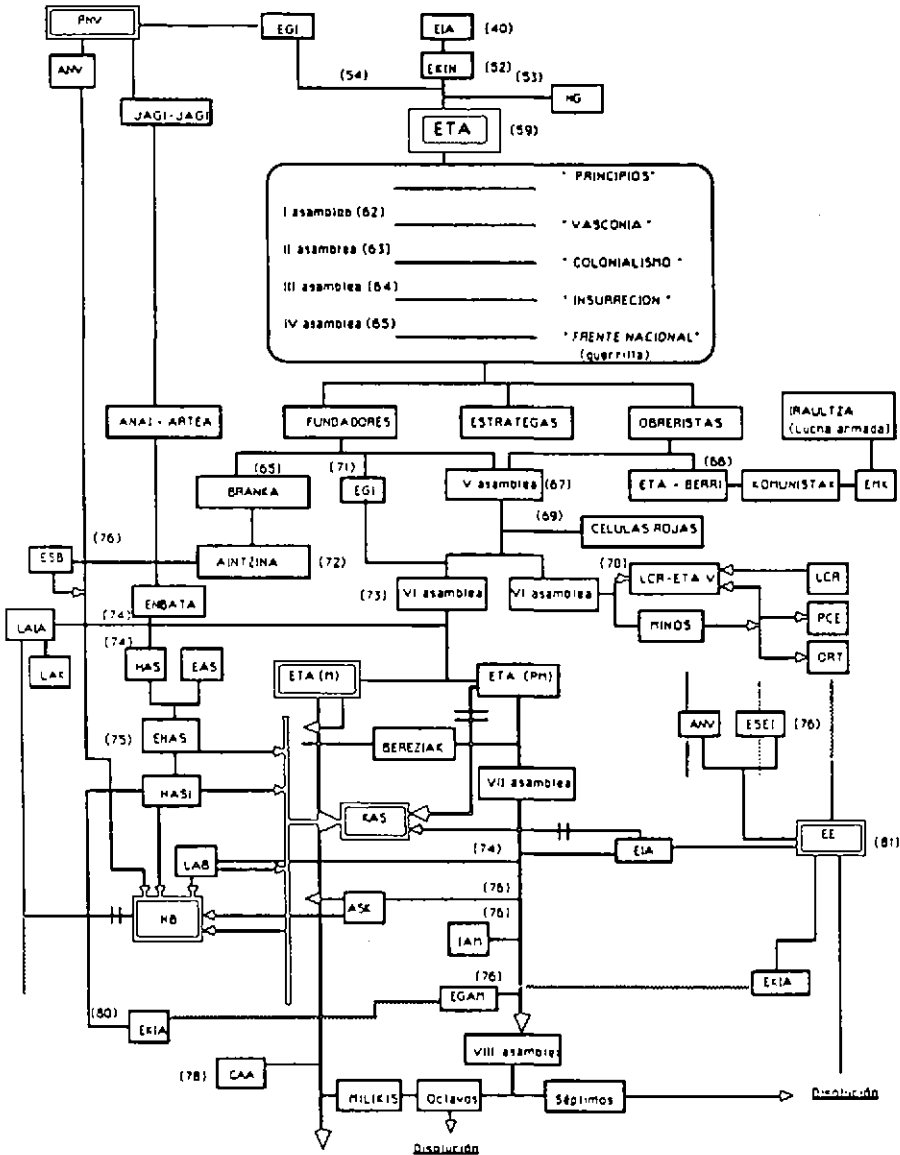 PNV
EGI
EIA (40)
ANV
EKIN (52)
(54)
(53)
HG
JAGI-JAGI
ETA (59)
" PRINCIPIOS"
I asamblea (62)
" VASCONIA "
II asamblea (63)
" COLONIALISMO "
III asamblea (64)
" INSURRECION "
IV asamblea (65)
"FRENTE NACIONAL"
(guerrilla)
ANAI - ARTEA
FUNDADORES
ESTRATEGAS
OBRERISTAS
IRAULTZA
(Lucha armada)
(65)
(71)
(68)
BRANKA
EGI
V asamblea (67)
ETA - BERRI
KOMUNISTAK
EMK
(76)
(69)
CELULAS ROJAS
ESB
AINTZINA (72)
(73)
VI asamblea
VI asamblea
(70)
LCR-ETA V
LCR
ENBATA
(74)
LAIA
MINOS
PCE
(74)
LAK
HAS
EAS
ORT
ETA (M)
ETA (PM)
ANV
ESEI (76)
(75)
EHAS
BEREZIAK
HASI
VII asamblea
KAS
EE (81)
(74)
EIA
LAB
(76)
ASK
HB
(76)
IAM
(76)
EKIA
EGAM
(80)
EKIA
VIII asamblea
(78)
CAA
MILIKIS
Octavos
Séptimos
Disolución
Disolución